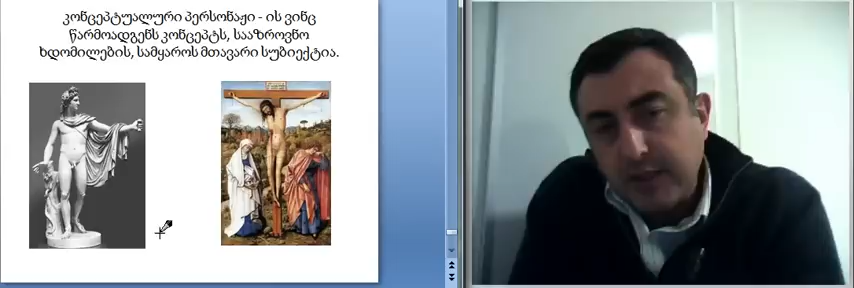 კონცეპტუალური პერსონაჟი - ის ვინც
წარმოადგენს კონცეპტს, სააზროვნო
ხდომილების, სამყაროს მთავარი სუბიექტია.